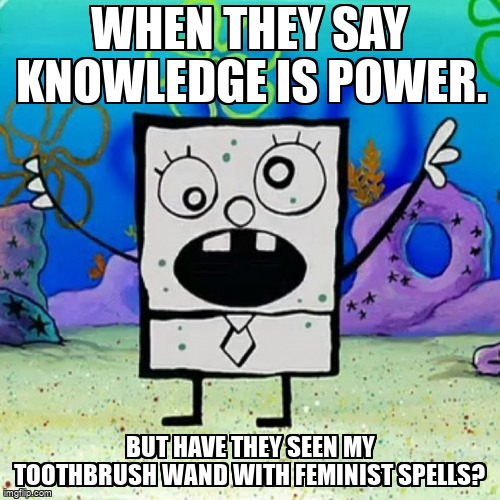 WHEN THEY SAY
KNOWLEDGE IS POWER.
BUT HAVE THEY SEEN MY
TOOTHBRUSH WAND WITH FEMINIST SPELLS?
imgflip.com